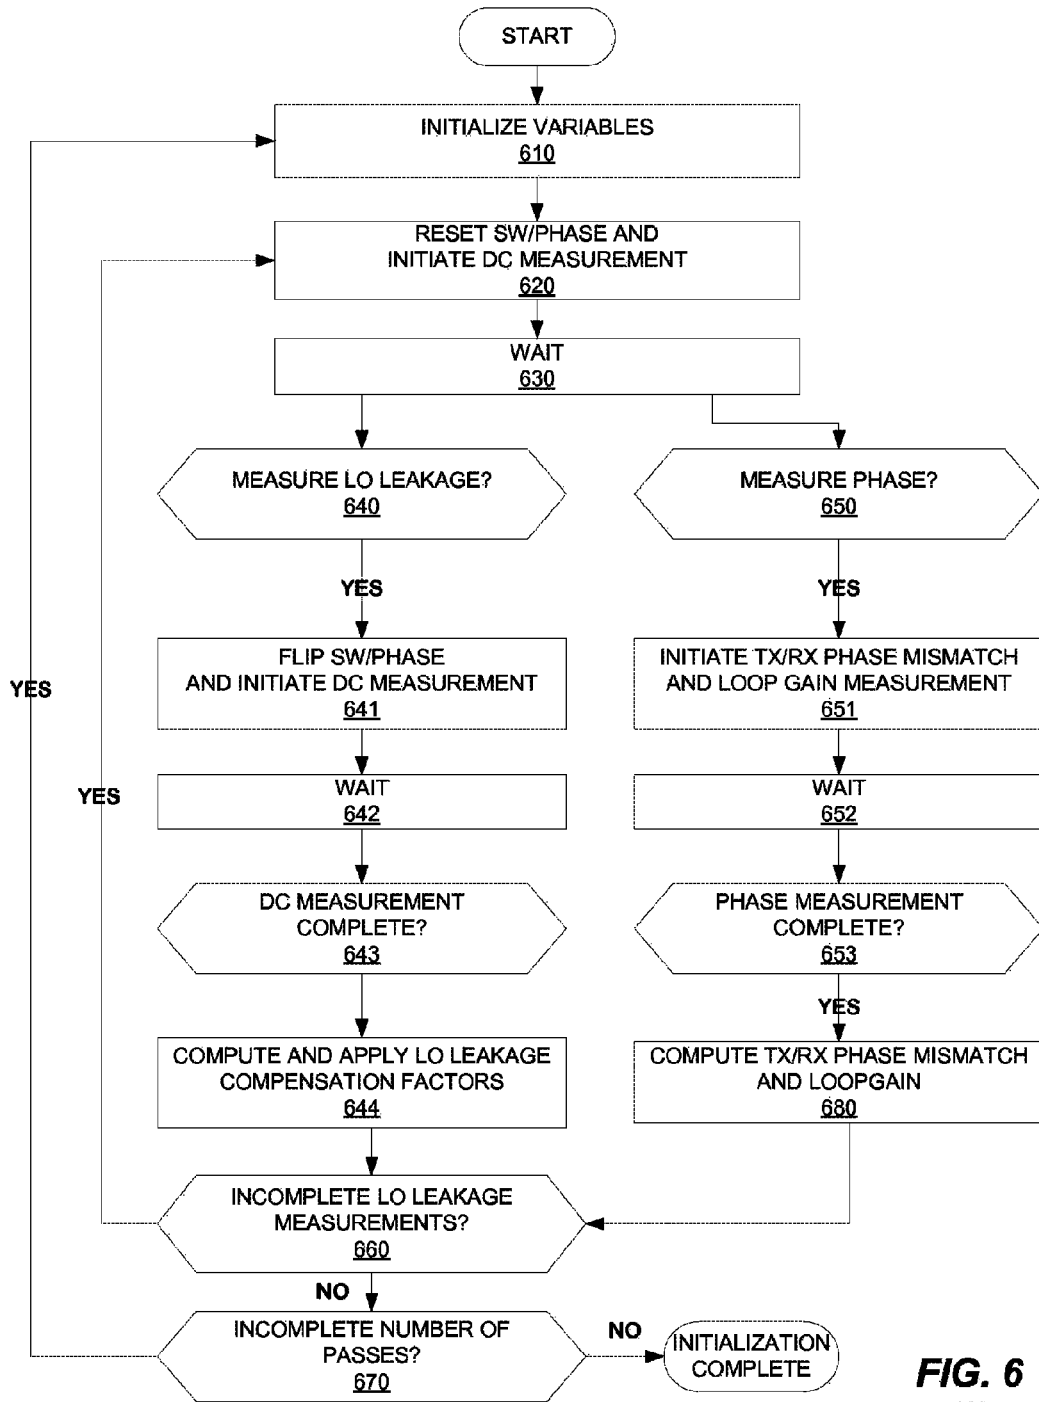 START
INITIALIZE VARIABLES
610
RESET SW/PHASE AND
INITIATE DC MEASUREMENT
620
WAIT
630
MEASURE LO LEAKAGE?
640
MEASURE PHASE?
650
YES
YES
FLIP SW/PHASE
AND INITIATE DC MEASUREMENT
641
INITIATE TX/RX PHASE MISMATCH
AND LOOP GAIN MEASUREMENT
651
YES
YES
WAIT
642
WAIT
652
DC MEASUREMENT
COMPLETE?
643
PHASE MEASUREMENT
COMPLETE?
653
YES
COMPUTE AND APPLY LO LEAKAGE
COMPENSATION FACTORS
644
COMPUTE TX/RX PHASE MISMATCH
AND LOOPGAIN
680
INCOMPLETE LO LEAKAGE
MEASUREMENTS?
660
NO
INCOMPLETE NUMBER OF
PASSES?
670
NO
INITIALIZATION
COMPLETE
FIG. 6